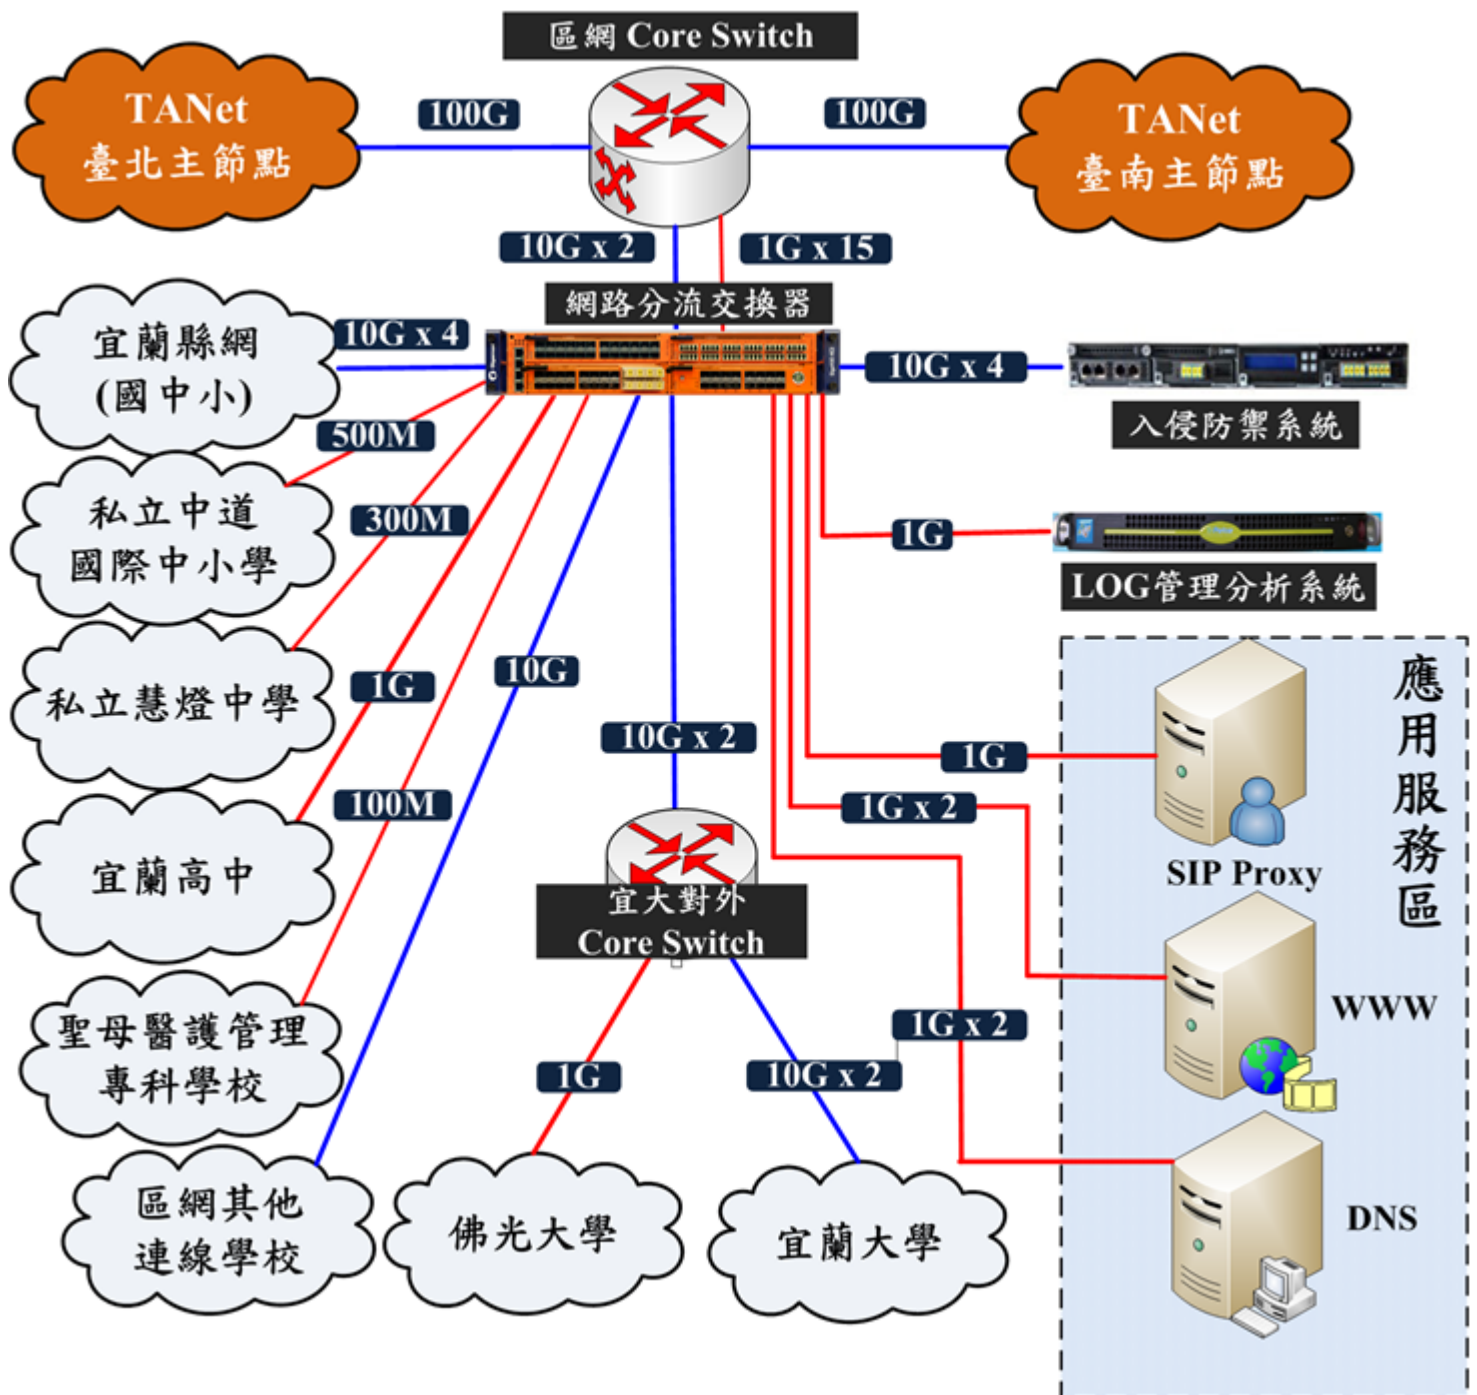 區網 Core Switch
TANet
臺北主節點
100G
100G
TANet
臺南主節點
10G x 2
1G x 15
網路分流交換器
宜蘭縣網
(國中小)
10G x 4
10G x 4
入侵防禦系統
500M
私立中道
國際中小學
300M
1G
LOG管理分析系統
私立慧燈中學
1G
10G
10G x 2
1G
SIP Proxy
應用服務區
100M
1G x 2
宜蘭高中
宜大對外
Core Switch
WWW
聖母醫護管理
專科學校
1G x 2
1G
10G x 2
區網其他
連線學校
佛光大學
宜蘭大學
DNS